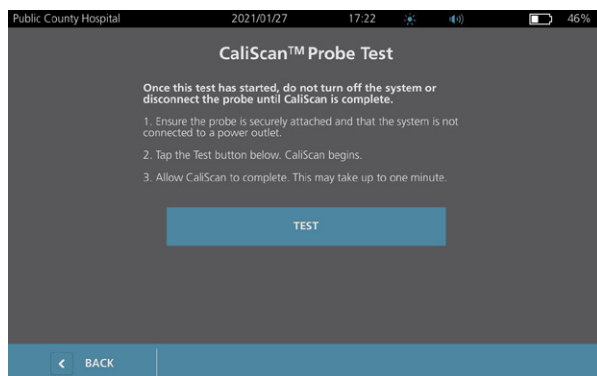 Public County Hospital 2021/01/27 17:22 46%
CaliScan™ Probe Test
Once this test has started, do not turn off the system or
disconnect the probe until CaliScan is complete.
1. Ensure the probe is securely attached and that the system is not
connected to a power outlet.
2. Tap the Test button below. CaliScan begins.
3. Allow CaliScan to complete. This may take up to one minute.
TEST
BACK